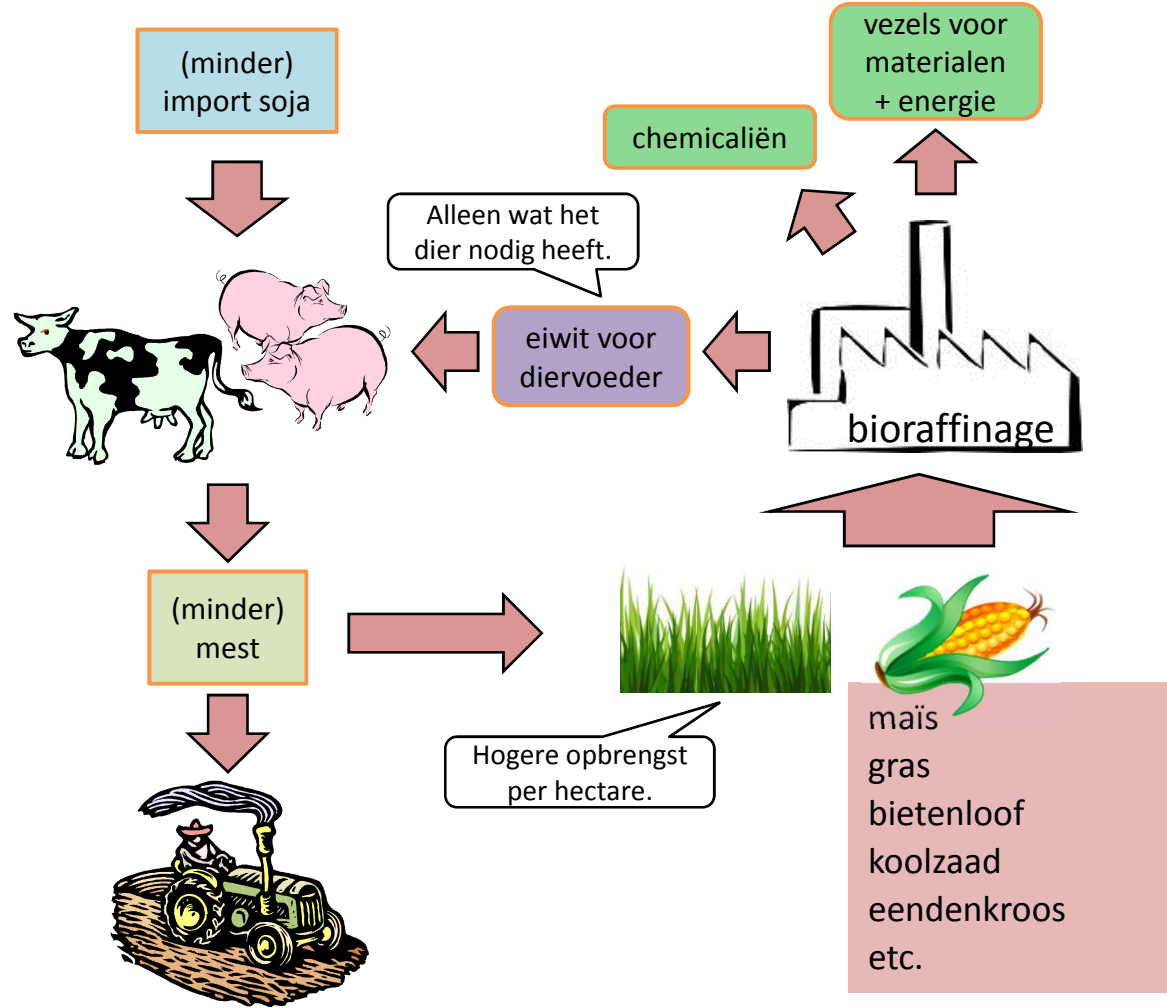 (minder)
import soja
vezels voor
materialen
+ energie
chemicaliën
Alleen wat het
dier nodig heeft.
eiwit voor
diervoeder
bioraffinage
(minder)
mest
Hogere opbrengst
per hectare.
maïs
gras
bietenloof
koolzaad
eendenkroos
etc.